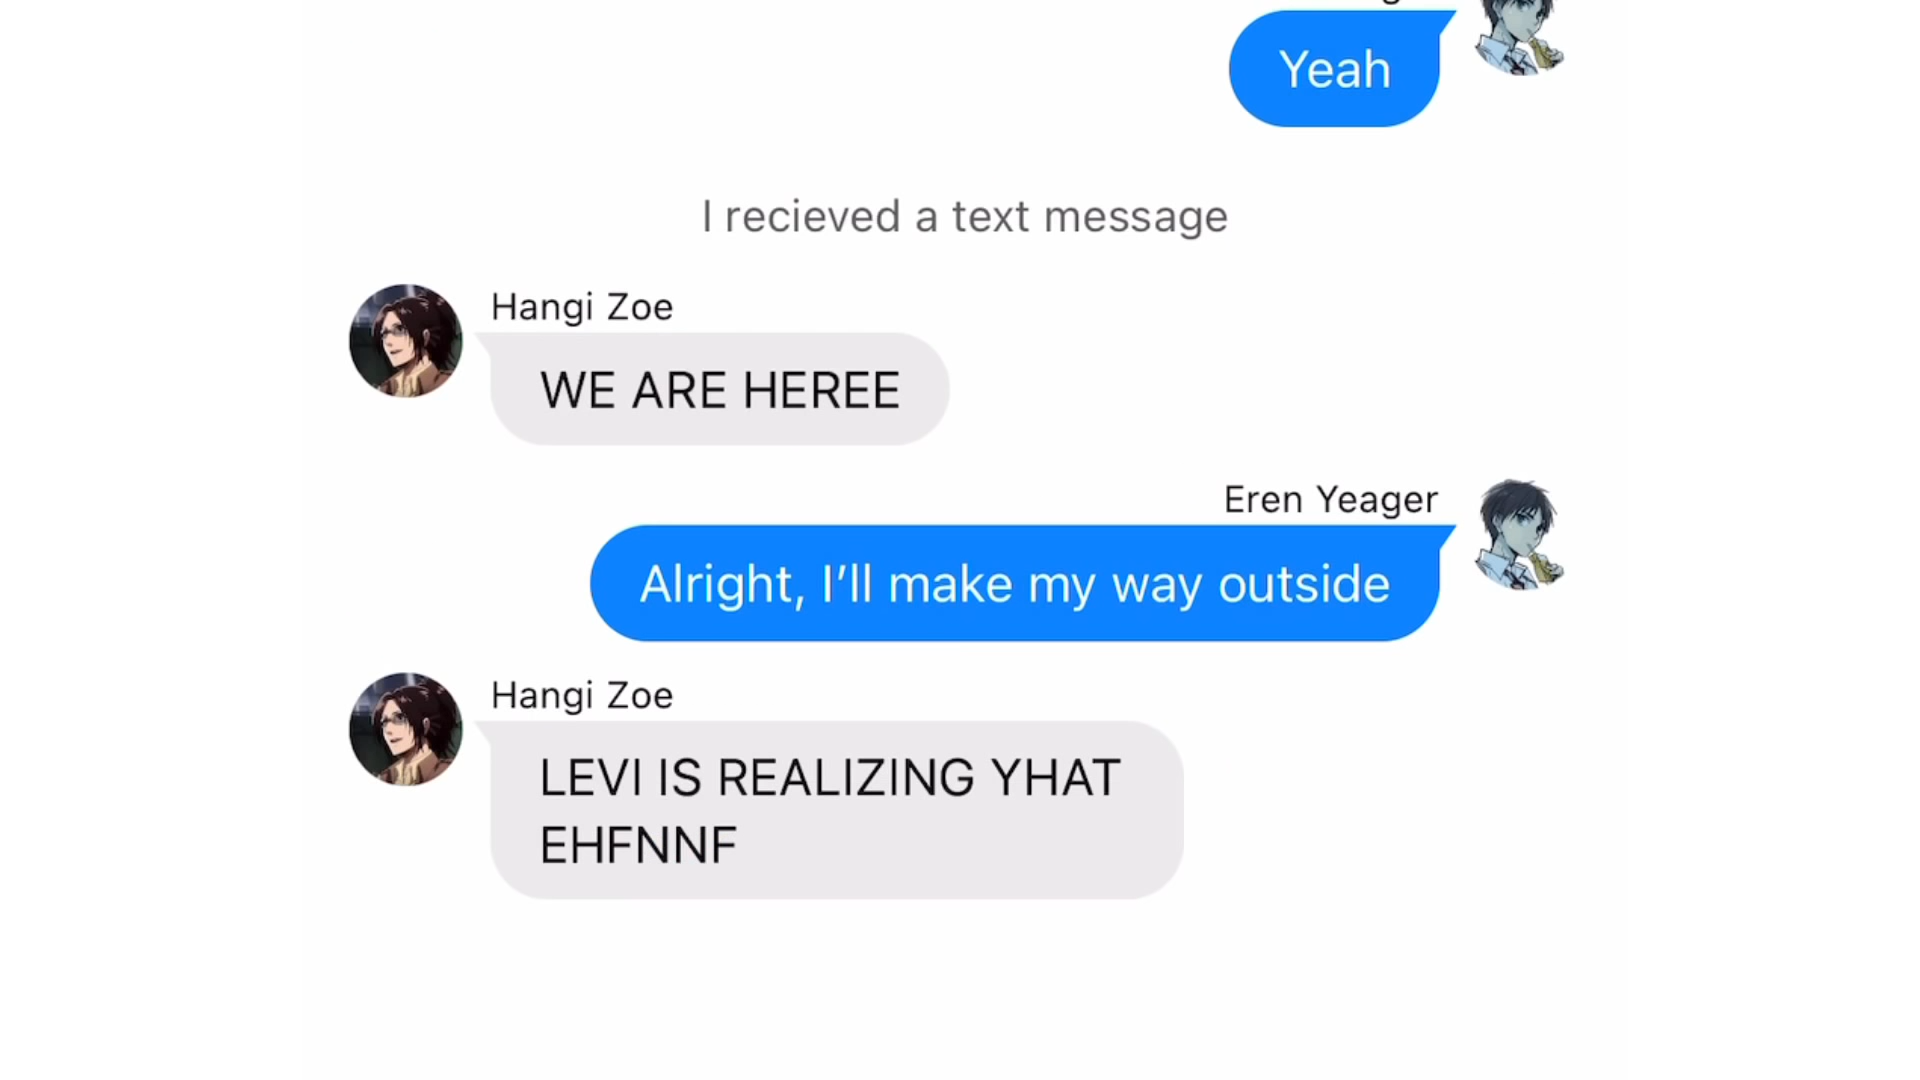 Yeah
I recieved a text message
Hangi Zoe
WE ARE HEREE
Eren Yeager
Alright, I’ll make my way outside
Hangi Zoe
LEVI IS REALIZING YHAT
EHFNNF